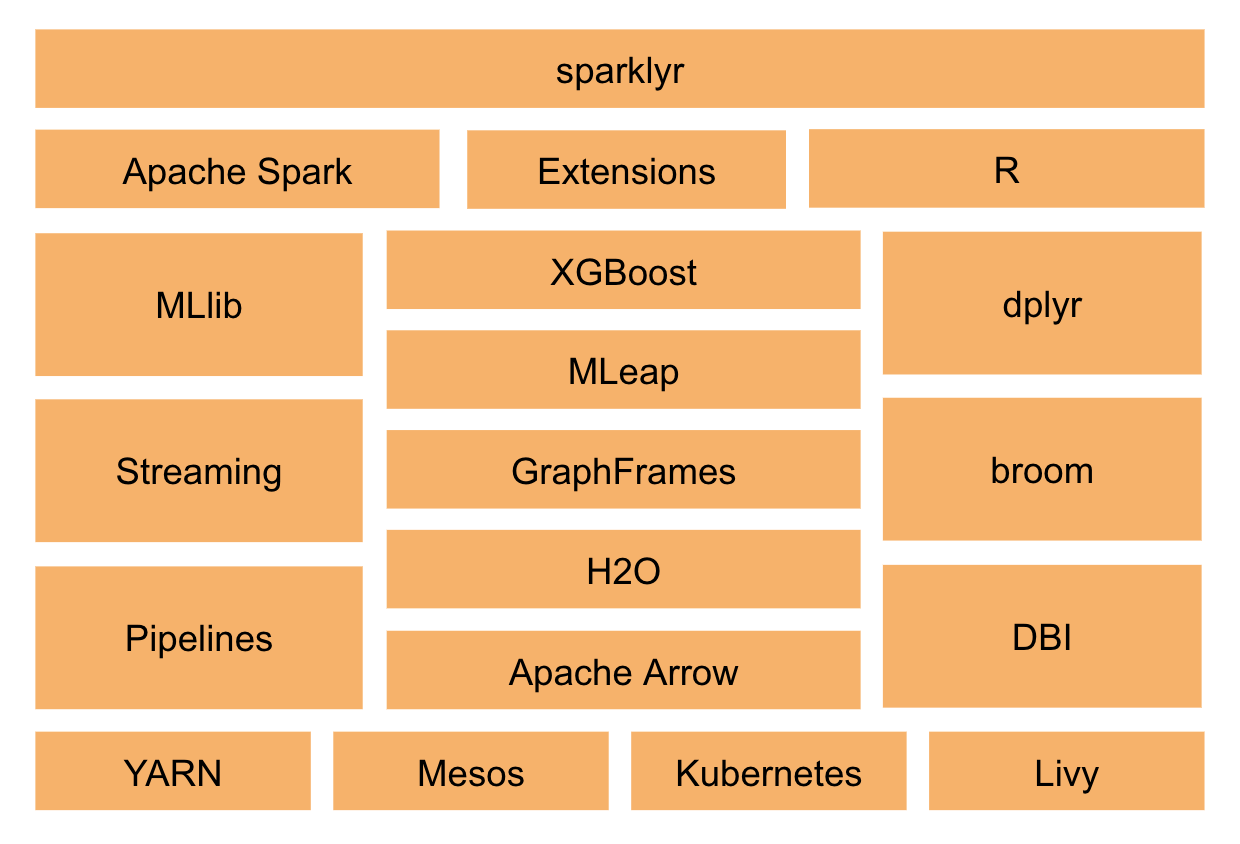 sparklyr
Apache Spark
Extensions
R
MLlib
XGBoost
dplyr
MLeap
Streaming
GraphFrames
broom
H2O
Pipelines
Apache Arrow
DBI
YARN
Mesos
Kubernetes
Livy